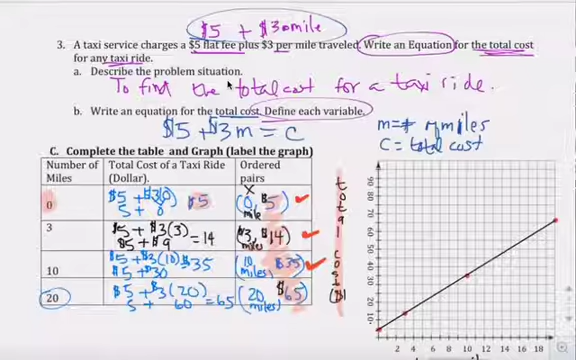 $5 + $3•mile
3. A taxi service charges a $5 flat fee plus $3 per mile traveled. Write an Equation for the total cost
for any taxi ride.
a. Describe the problem situation.
To find the total cost for a taxi ride.
b. Write an equation for the total cost. Define each variable.
$5 + $3m = C
m = # of miles
C = total cost
C. Complete the table and Graph (label the graph)
Number of Miles
Total Cost of a Taxi Ride (Dollar).
Ordered pairs
0
$5 + $3(0)
5 + 0
$5
x
(0, $5)
mile
3
$5 + $3(3)
$5 + $9 = 14
(3, $14)
miles
10
$5 + $3(10) $35
$5 + $30
(10, $35)
miles
20
$5 + $3(20)
5 + 60 = 65
(20, $65)
miles
total cost ($)
90
80
70
60
50
40
30
20
10
2 4 6 8 10 12 14 16 18